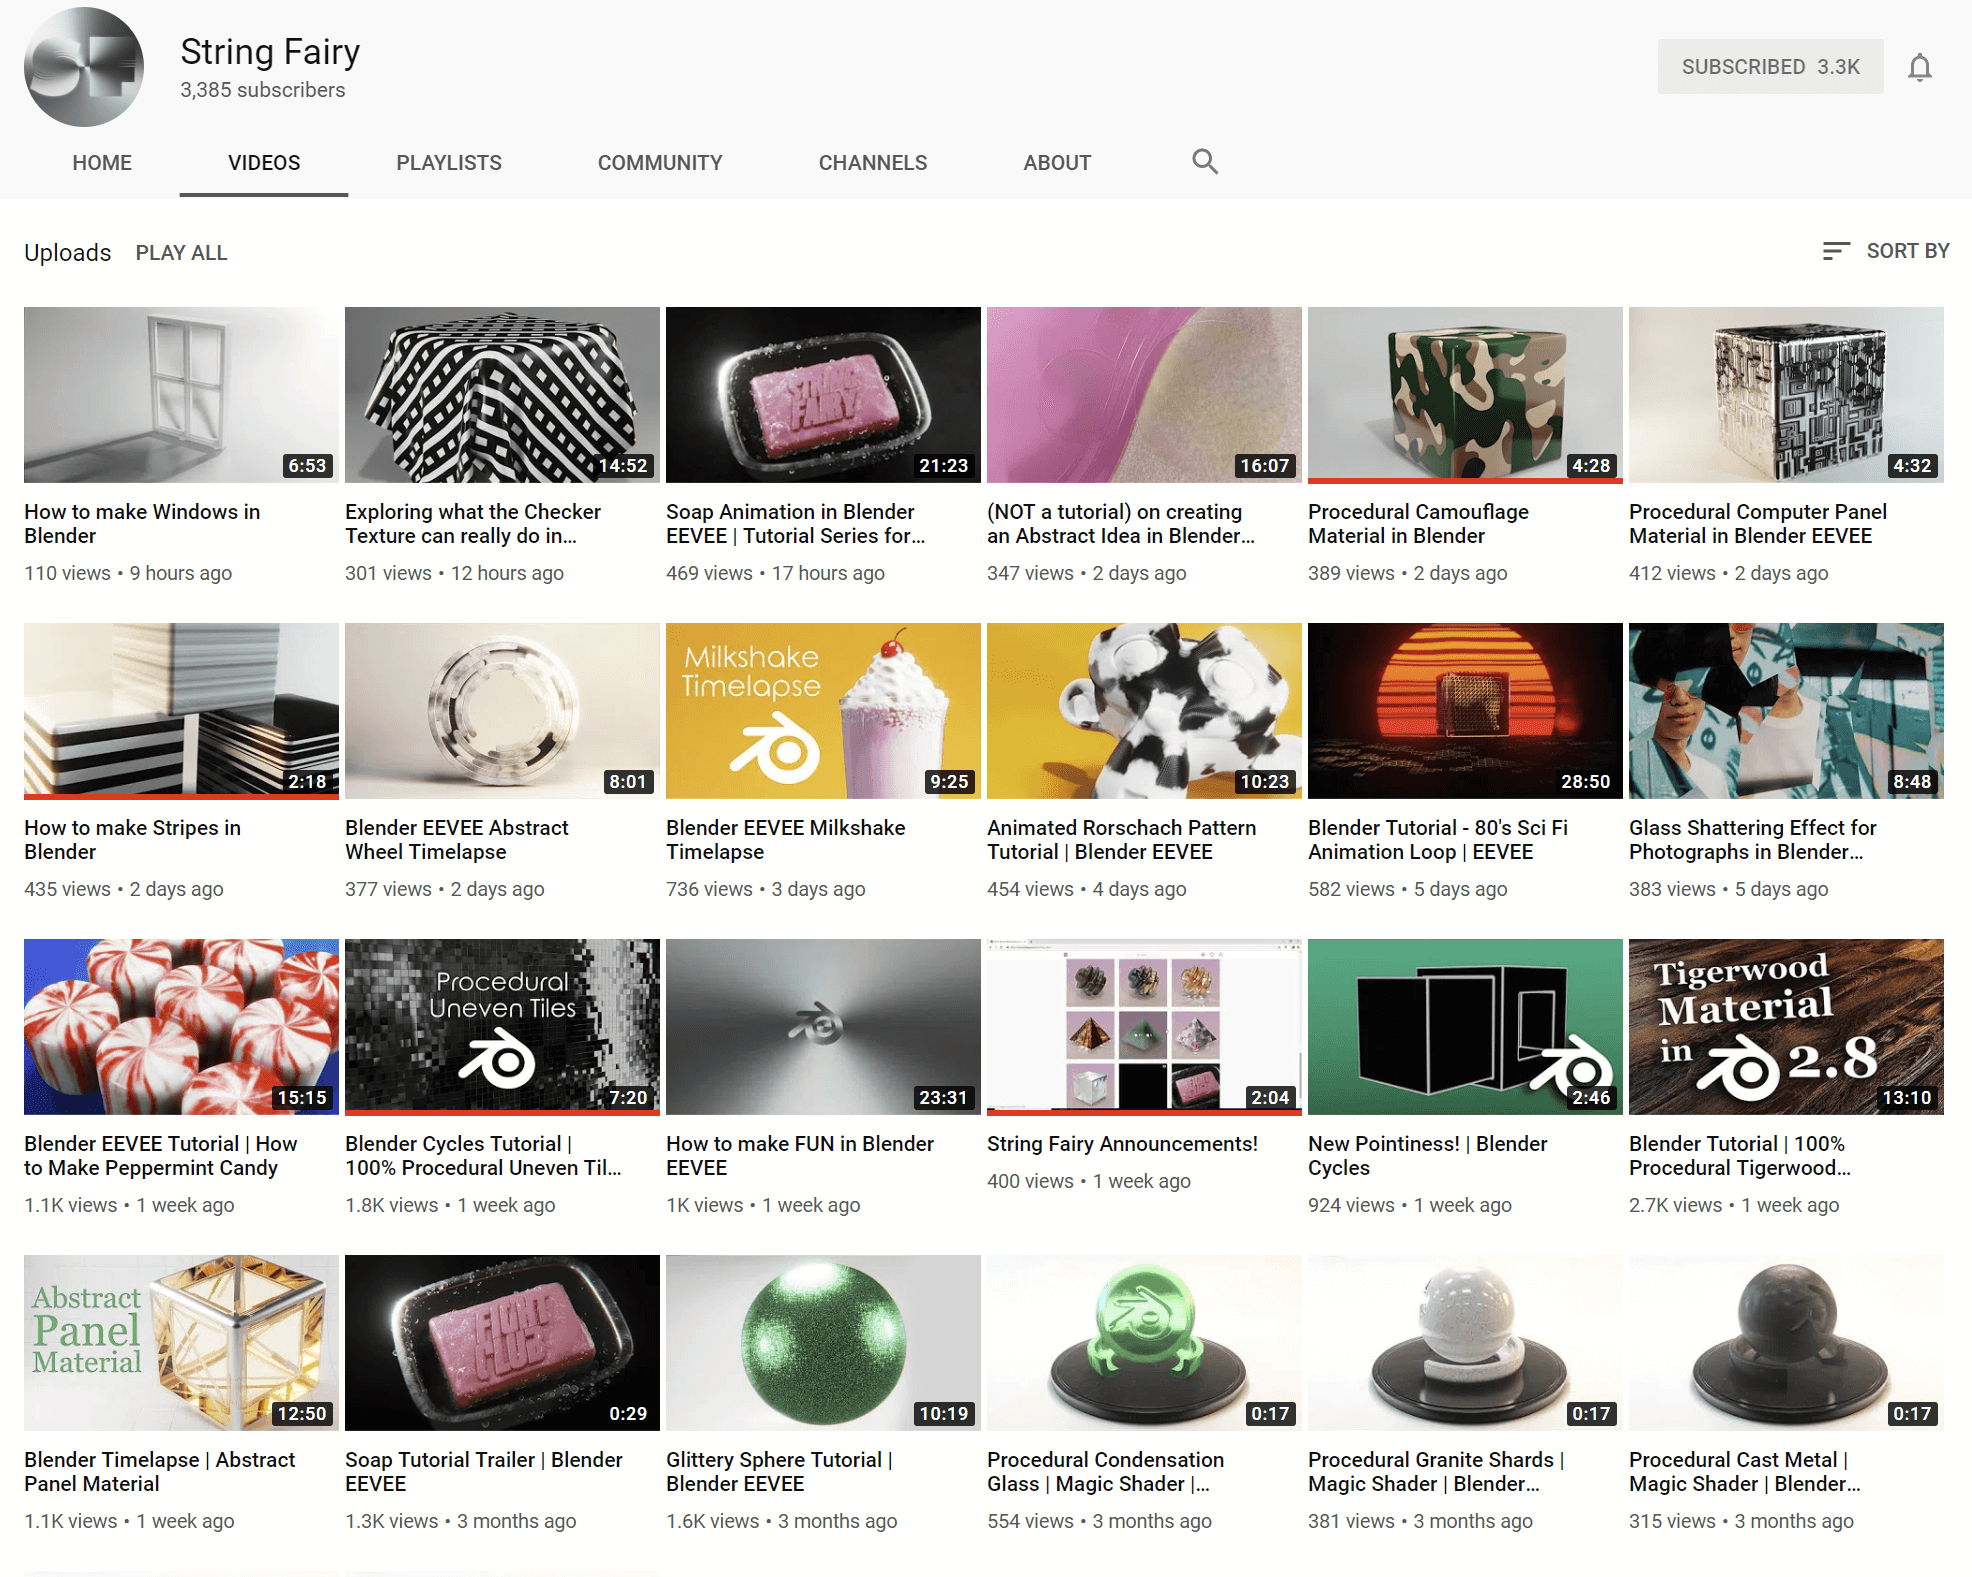 SF
String Fairy
3,385 subscribers
SUBSCRIBED 3.3K
HOME VIDEOS PLAYLISTS COMMUNITY CHANNELS ABOUT
Uploads PLAY ALL
SORT BY
6:53
14:52
STRING
FAIRY
21:23
16:07
4:28
4:32
How to make Windows in
Blender
110 views • 9 hours ago
Exploring what the Checker
Texture can really do in...
301 views • 12 hours ago
Soap Animation in Blender
EEVEE | Tutorial Series for...
469 views • 17 hours ago
(NOT a tutorial) on creating
an Abstract Idea in Blender...
347 views • 2 days ago
Procedural Camouflage
Material in Blender
389 views • 2 days ago
Procedural Computer Panel
Material in Blender EEVEE
412 views • 2 days ago
2:18
8:01
Milkshake
Timelapse
9:25
10:23
28:50
8:48
How to make Stripes in
Blender
435 views • 2 days ago
Blender EEVEE Abstract
Wheel Timelapse
377 views • 2 days ago
Blender EEVEE Milkshake
Timelapse
736 views • 3 days ago
Animated Rorschach Pattern
Tutorial | Blender EEVEE
454 views • 4 days ago
Blender Tutorial - 80's Sci Fi
Animation Loop | EEVEE
582 views • 5 days ago
Glass Shattering Effect for
Photographs in Blender...
383 views • 5 days ago
15:15
Procedural
Uneven Tiles
7:20
23:31
2:04
2:46
Tigerwood
Material
in 2.8
13:10
Blender EEVEE Tutorial | How
to Make Peppermint Candy
1.1K views • 1 week ago
Blender Cycles Tutorial |
100% Procedural Uneven Til...
1.8K views • 1 week ago
How to make FUN in Blender
EEVEE
1K views • 1 week ago
String Fairy Announcements!
400 views • 1 week ago
New Pointiness! | Blender
Cycles
924 views • 1 week ago
Blender Tutorial | 100%
Procedural Tigerwood...
2.7K views • 1 week ago
Abstract
Panel
Material
12:50
FIGHT
CLUB
0:29
10:19
0:17
0:17
0:17
Blender Timelapse | Abstract
Panel Material
1.1K views • 1 week ago
Soap Tutorial Trailer | Blender
EEVEE
1.3K views • 3 months ago
Glittery Sphere Tutorial |
Blender EEVEE
1.6K views • 3 months ago
Procedural Condensation
Glass | Magic Shader |...
554 views • 3 months ago
Procedural Granite Shards |
Magic Shader | Blender...
381 views • 3 months ago
Procedural Cast Metal |
Magic Shader | Blender...
315 views • 3 months ago